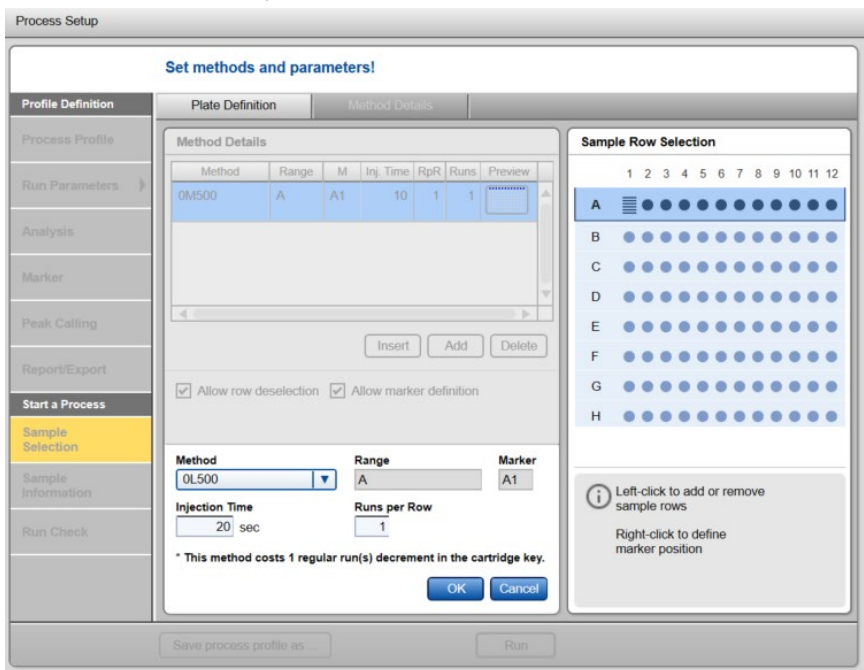 Process Setup
Set methods and parameters!
Profile Definition
Process Profile
Run Parameters
Analysis
Marker
Peak Calling
Report/Export
Start a Process
Sample
Selection
Sample
Information
Run Check
Plate Definition Method Details
Method Details
Method Range M Inj. Time RpR Runs Preview
0M500 A A1 10 1 1
Insert Add Delete
Allow row deselection Allow marker definition
Method Range Marker
0L500 A A1
Injection Time Runs per Row
20 sec 1
* This method costs 1 regular run(s) decrement in the cartridge key.
OK Cancel
Sample Row Selection
1 2 3 4 5 6 7 8 9 10 11 12
A
B
C
D
E
F
G
H
Left-click to add or remove
sample rows
Right-click to define
marker position
Save process profile as ... Run